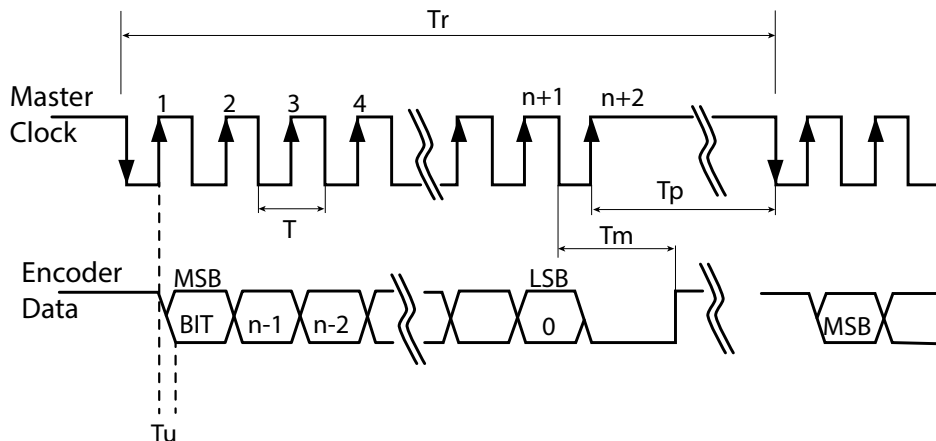 Tr
Master
Clock
1 2 3 4 n+1 n+2
T
Tp
Tm
Encoder
Data
MSB
LSB
BIT n-1 n-2 0 MSB
Tu